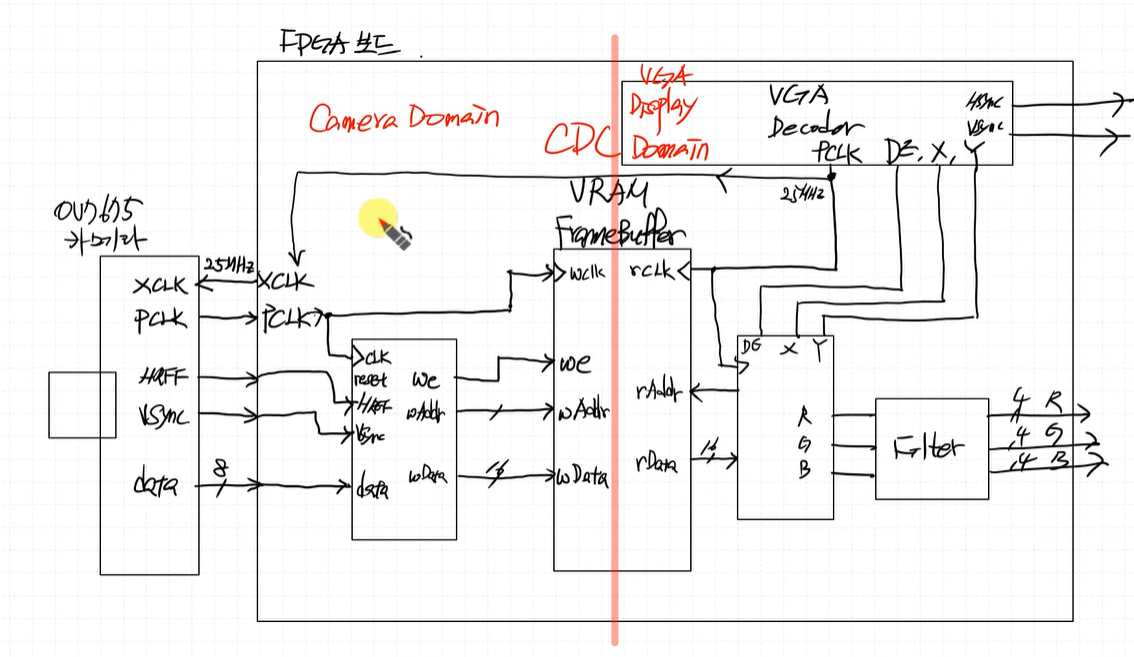 FPGA 보드
Camera Domain
CDC
VGA
Display
Domain
VGA
Decoder
PCLK
DE, X, Y
HSync
VSync
25MHz
VRAM
FrameBuffer
OV7675
카메라
XCLK
PCLK
HREF
VSync
data
8
25MHz
XCLK
PCLK
CLK
reset
HREF
VSync
data
we
wAddr
wData
16
wclk
we
wAddr
wData
rCLK
rAddr
rData
16
DE X Y
R
G
B
Filter
4 R
4 G
4 B